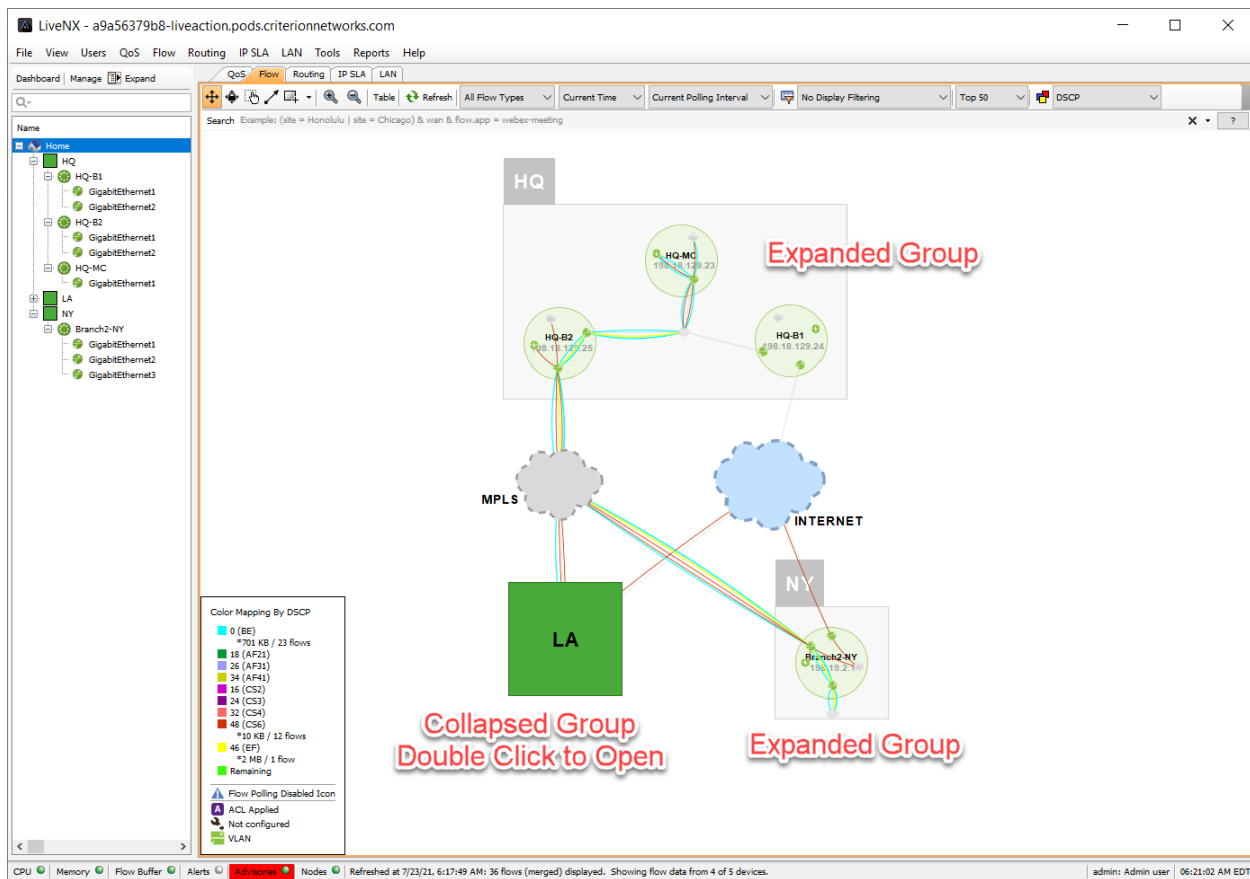 LiveNX - a9a56379b8-liveaction.pods.criterionnetworks.com
File View Users QoS Flow Routing IP SLA LAN Tools Reports Help
Dashboard Manage Expand
QoS Flow Routing IP SLA LAN
Table Refresh All Flow Types Current Time Current Polling Interval No Display Filtering Top 50 DSCP
Search Example: (site = Honolulu | site = Chicago) & wan & flow.app = webex-meeting ?
Name
Home
HQ
HQ-B1
GigabitEthernet1
GigabitEthernet2
HQ-B2
GigabitEthernet1
GigabitEthernet2
HQ-MC
GigabitEthernet1
LA
NY
Branch2-NY
GigabitEthernet1
GigabitEthernet2
GigabitEthernet3
HQ
Expanded Group
HQ-MC
198.18.129.23
HQ-B2
198.18.129.25
HQ-B1
198.18.129.24
MPLS
INTERNET
NY
LA
Branch2-NY
198.19.2.1
Collapsed Group
Double Click to Open
Expanded Group
Color Mapping By DSCP
0 (BE)
*701 KB / 23 flows
18 (AF21)
26 (AF31)
34 (AF41)
16 (CS2)
24 (CS3)
32 (CS4)
48 (CS6)
*10 KB / 12 flows
46 (EF)
*2 MB / 1 flow
Remaining
Flow Polling Disabled Icon
A ACL Applied
Not configured
VLAN
CPU Memory Flow Buffer Alerts Advisories Nodes Refreshed at 7/23/21, 6:17:49 AM: 36 flows (merged) displayed. Showing flow data from 4 of 5 devices. admin: Admin user 06:21:02 AM EDT